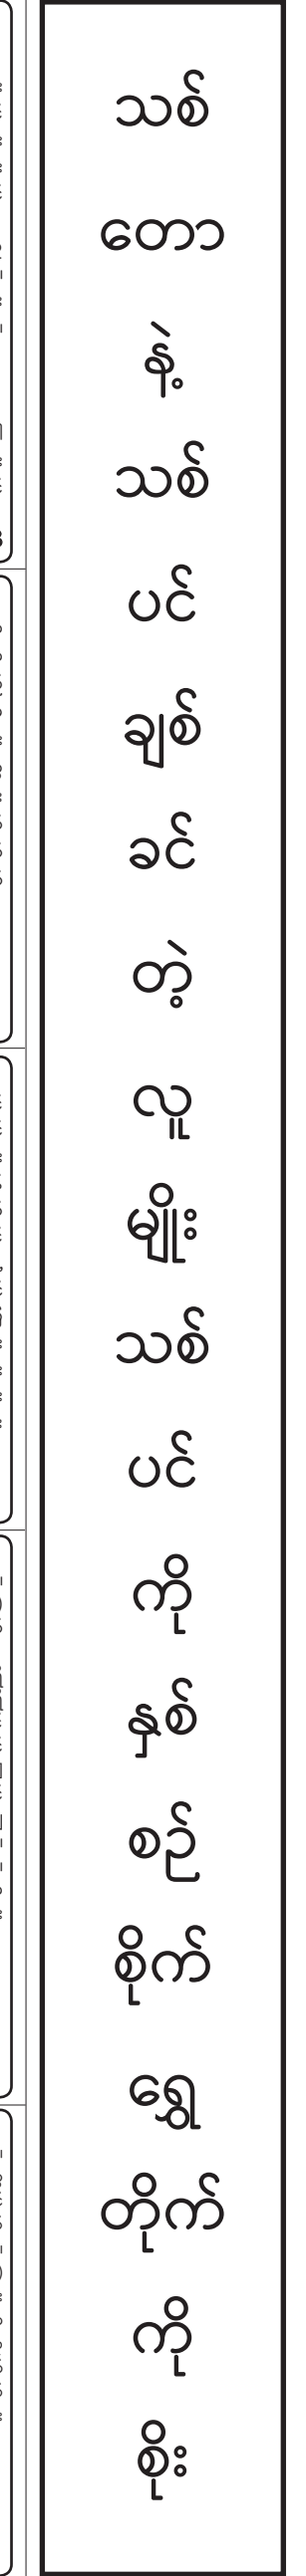 သစ်
တော
နဲ့
သစ်
ပင်
ချစ်
ခင်
တဲ့
လူ
မျိုး
သစ်
ပင်
ကို
နှစ်
စဉ်
စိုက်
ရွှေ
တိုက်
ကို
စိုး